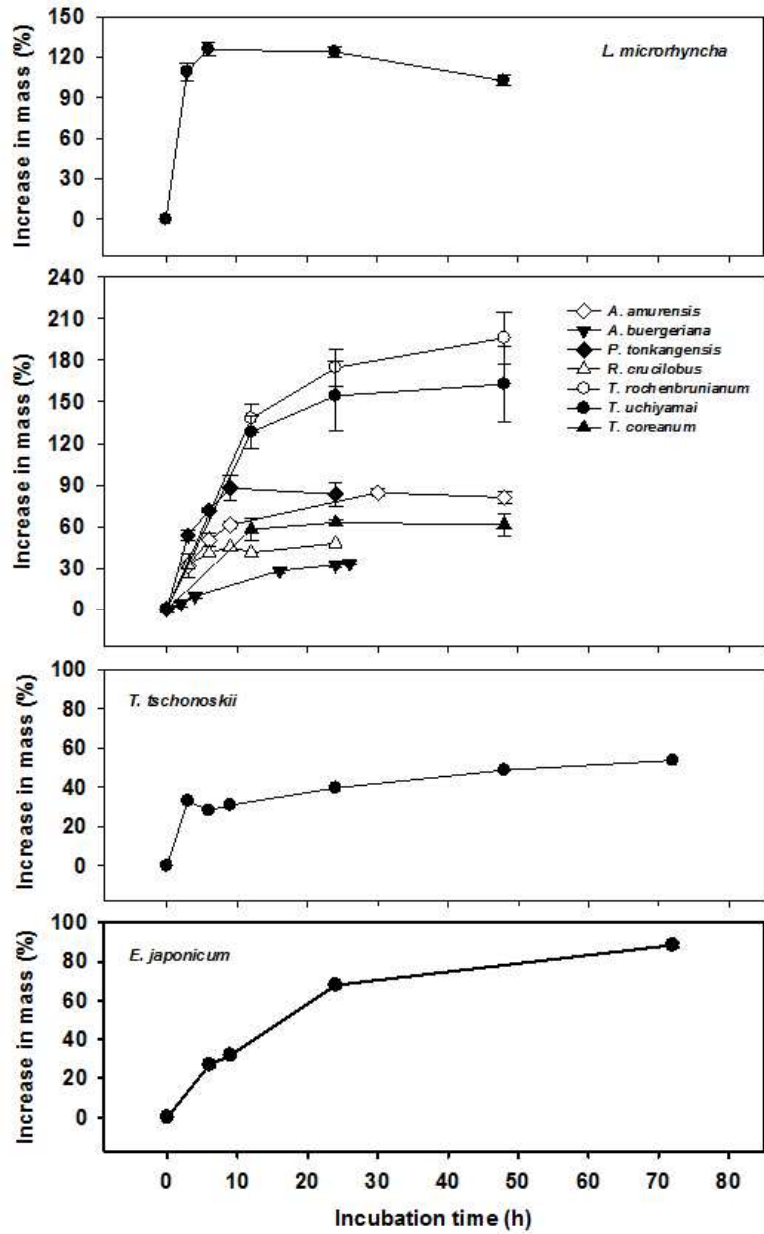 Increase in mass (%)
150
120
90
60
30
0
L. microrhyncha
Increase in mass (%)
240
210
180
150
120
90
60
30
0
A. amurensis
A. buergeriana
P. tonkangensis
R. crucilobus
T. rochenbrunianum
T. uchiyamai
T. coreanum
Increase in mass (%)
100
80
60
40
20
0
T. tschonoskii
Increase in mass (%)
100
80
60
40
20
0
E. japonicum
0 10 20 30 40 50 60 70 80
Incubation time (h)